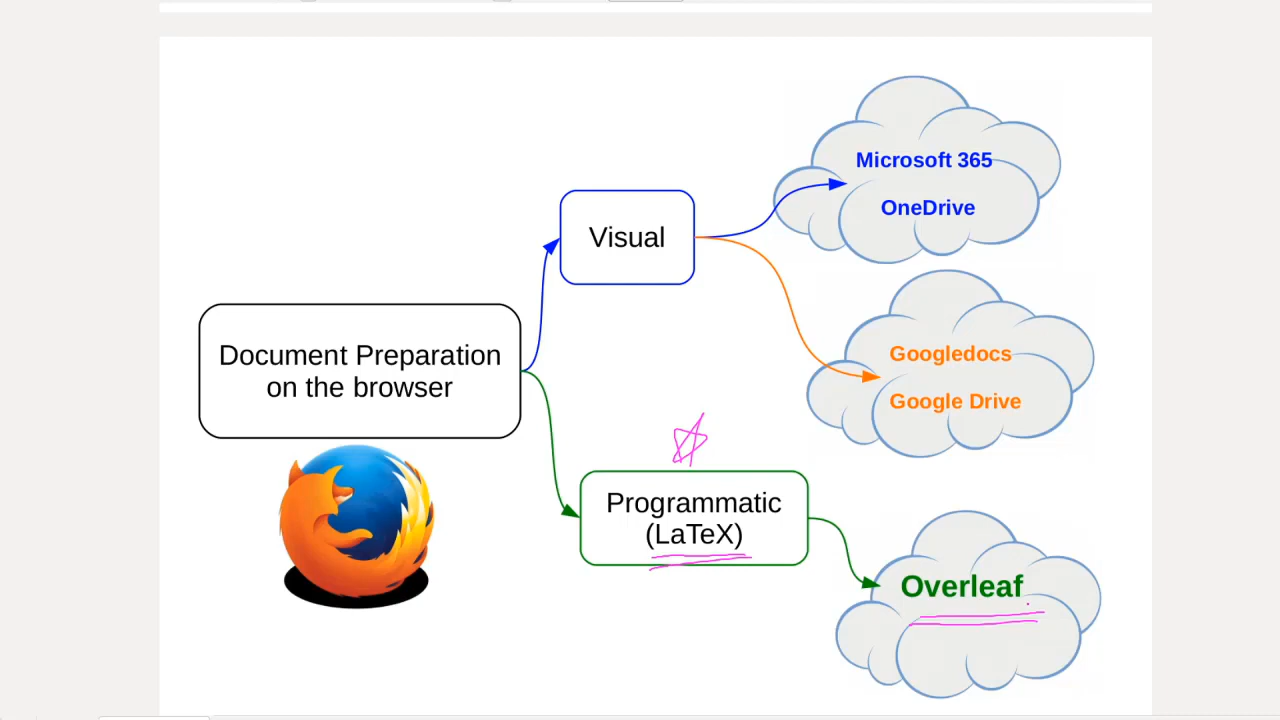 Microsoft 365
OneDrive
Visual
Document Preparation
on the browser
Googledocs
Google Drive
Programmatic
(LaTeX)
Overleaf